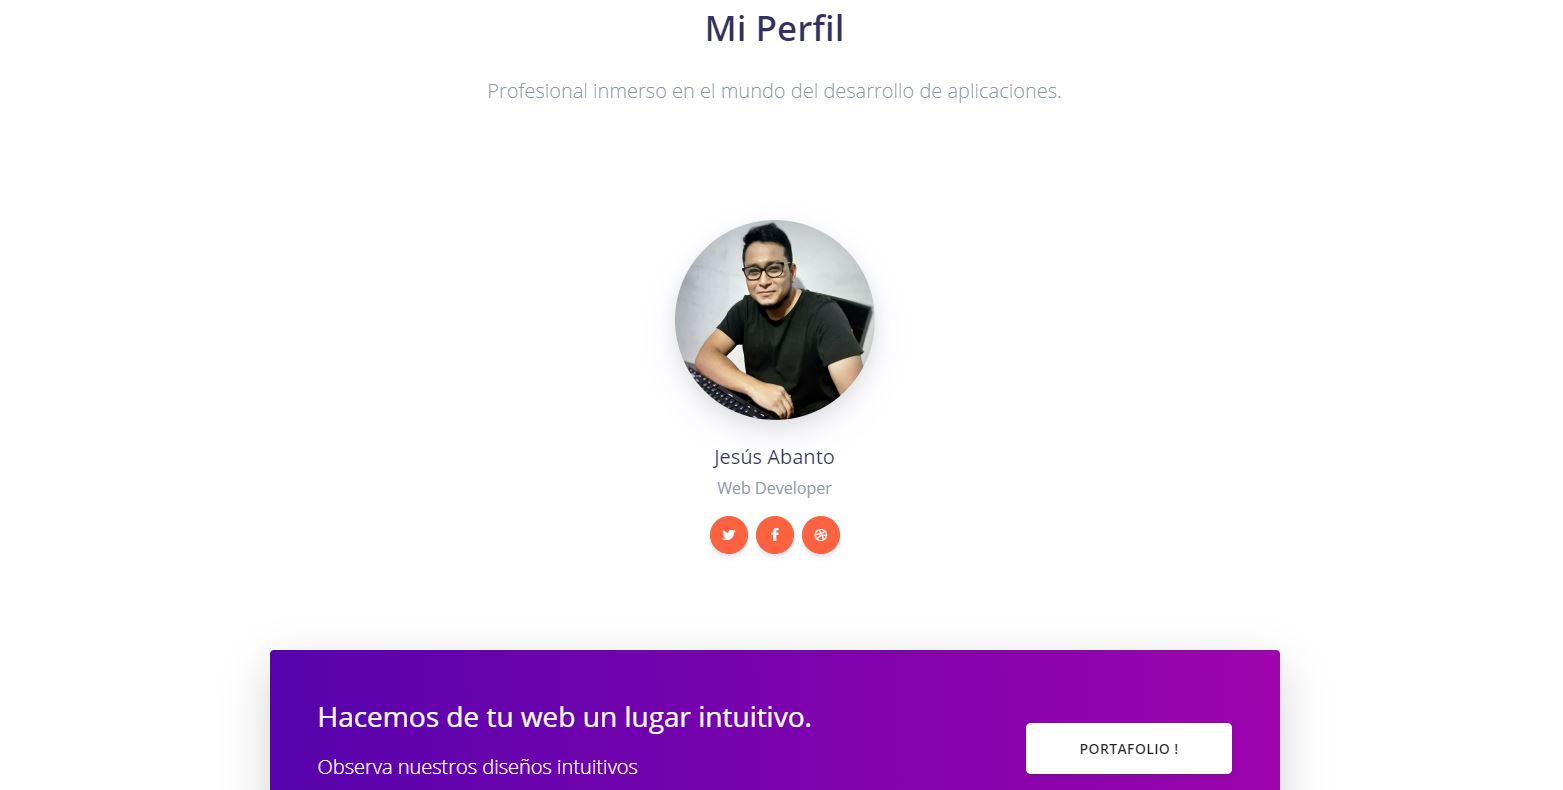 Mi Perfil
Profesional inmerso en el mundo del desarrollo de aplicaciones.
Jesús Abanto
Web Developer
Hacemos de tu web un lugar intuitivo.
PORTAFOLIO !
Observa nuestros diseños intuitivos